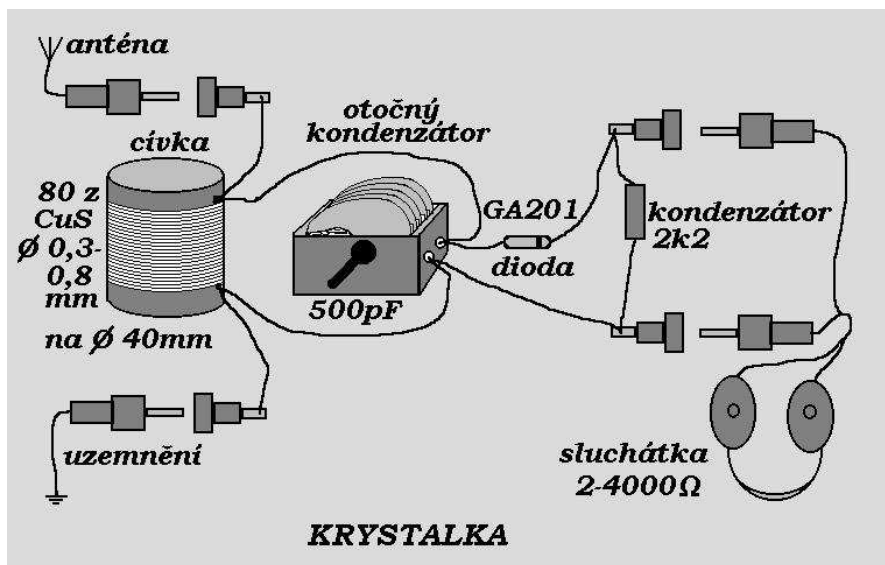 anténa
cívka
80 z
CuS
Ø 0,3-
0,8
mm
na Ø 40mm
uzemnění
otočný
kondenzátor
500pF
GA201
dioda
kondenzátor
2k2
sluchátka
2-4000Ω
KRYSTALKA